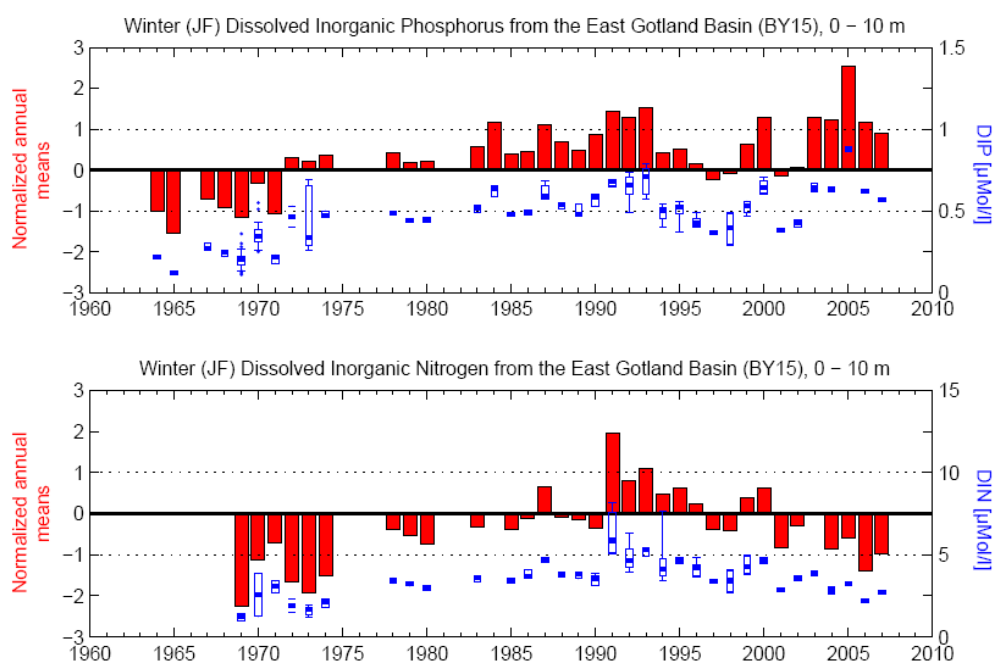 Winter (JF) Dissolved Inorganic Phosphorus from the East Gotland Basin (BY15), 0 − 10 m
3
2
1
0
−1
−2
−3
Normalized annual
means
1.5
1
0.5
0
DIP [µMol/l]
1960 1965 1970 1975 1980 1985 1990 1995 2000 2005 2010
Winter (JF) Dissolved Inorganic Nitrogen from the East Gotland Basin (BY15), 0 − 10 m
3
2
1
0
−1
−2
−3
Normalized annual
means
15
10
5
0
DIN [µMol/l]
1960 1965 1970 1975 1980 1985 1990 1995 2000 2005 2010